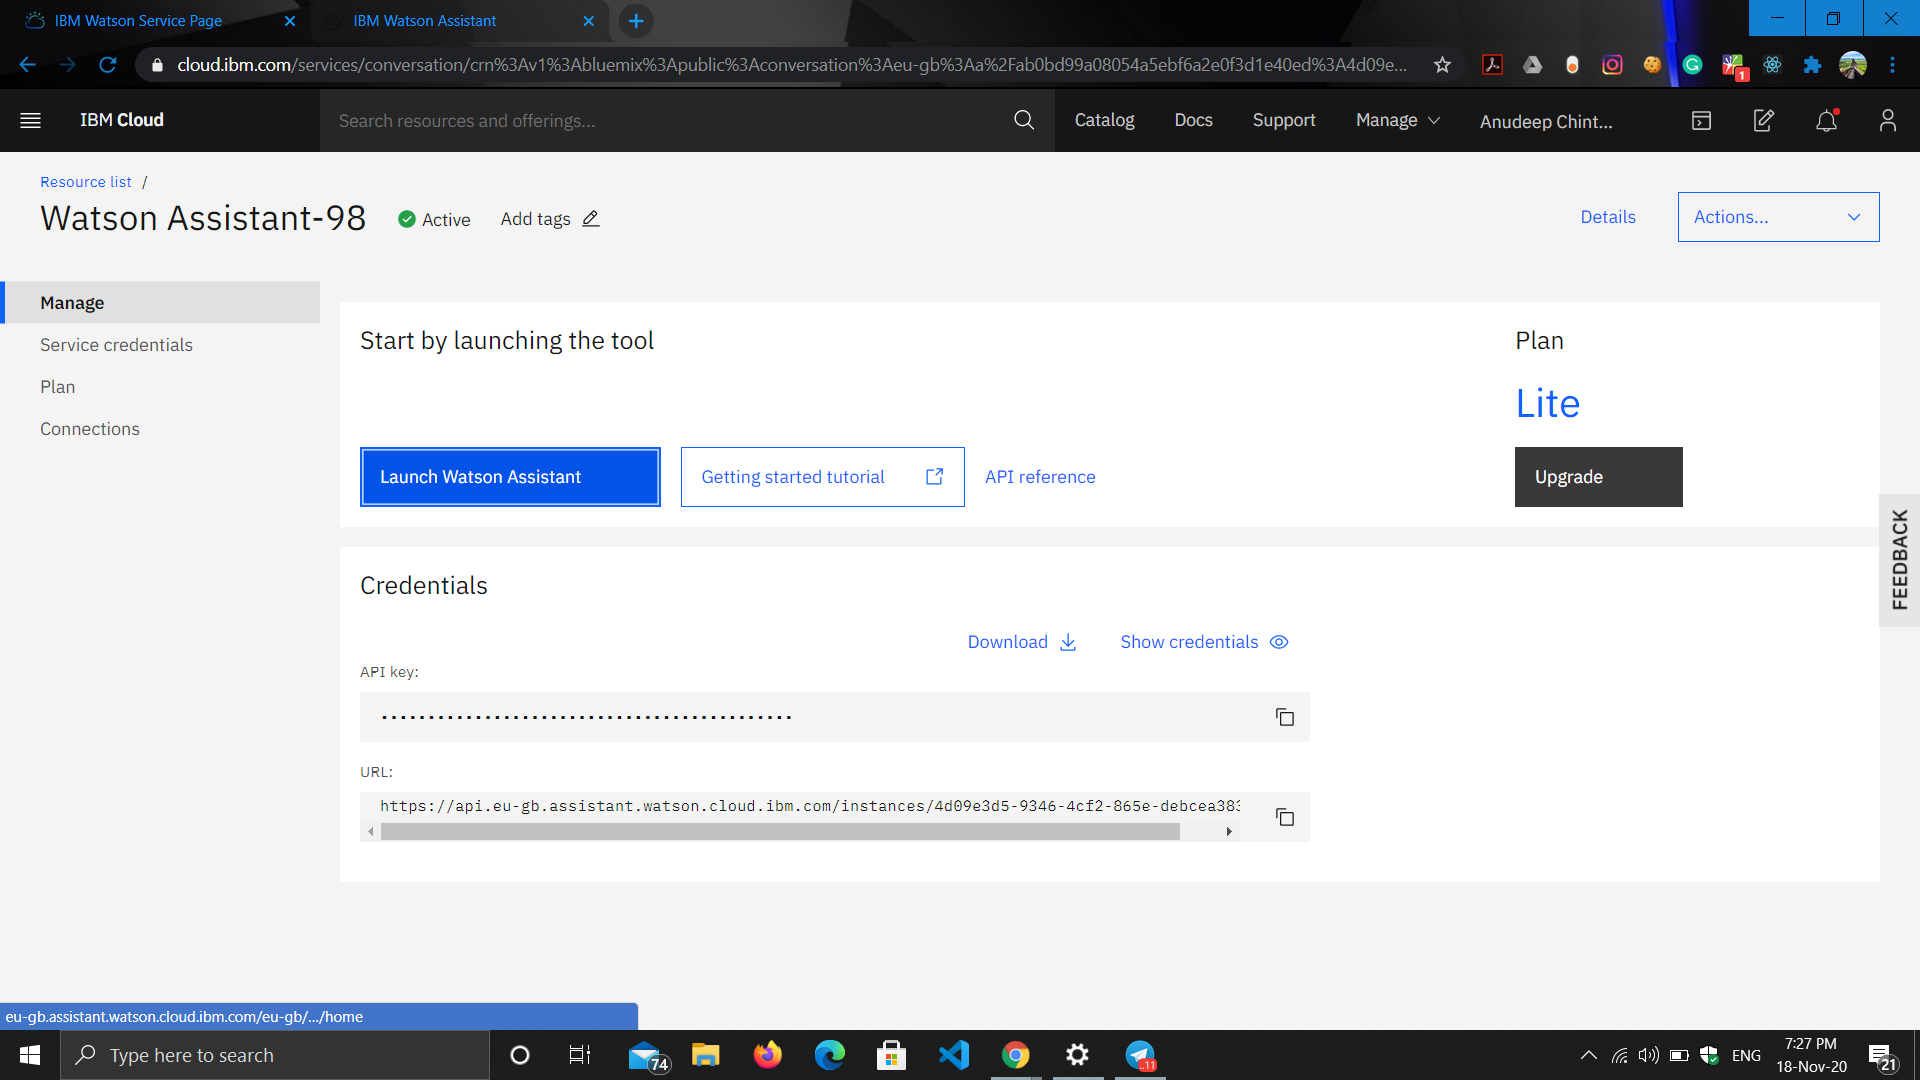 IBM Watson Service Page
IBM Watson Assistant
cloud.ibm.com/services/conversation/crn%3Av1%3Abluemix%3Apublic%3Aconversation%3Aeu-gb%3Aa%2Fab0bd99a08054a5ebf6a2e0f3d1e40ed%3A4d09e...
1
IBM Cloud
Search resources and offerings...
Catalog
Docs
Support
Manage
Anudeep Chint...
Resource list /
Watson Assistant-98
Active
Add tags
Details
Actions...
Manage
Service credentials
Plan
Connections
Start by launching the tool
Plan
Lite
Launch Watson Assistant
Getting started tutorial
API reference
Upgrade
FEEDBACK
Credentials
Download
Show credentials
API key:
URL:
https://api.eu-gb.assistant.watson.cloud.ibm.com/instances/4d09e3d5-9346-4cf2-865e-debcea383
eu-gb.assistant.watson.cloud.ibm.com/eu-gb/.../home
Type here to search
74
..11
ENG
7:27 PM
18-Nov-20
21